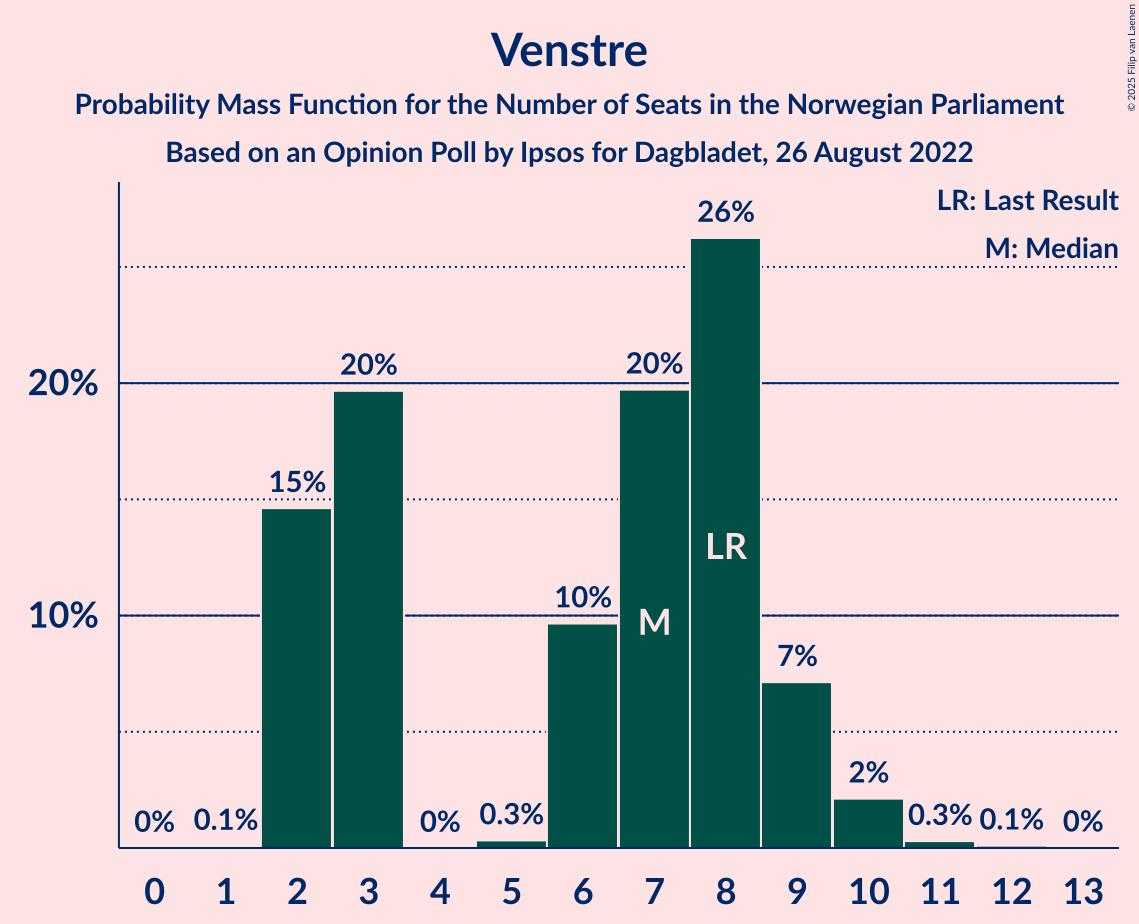 Venstre
Probability Mass Function for the Number of Seats in the Norwegian Parliament
Based on an Opinion Poll by Ipsos for Dagbladet, 26 August 2022
© 2025 Filip van Laenen
LR: Last Result
M: Median
20%
10%
0%
0.1%
15%
20%
0%
0.3%
10%
20%
26%
7%
2%
0.3%
0.1%
0%
M
LR
0 1 2 3 4 5 6 7 8 9 10 11 12 13